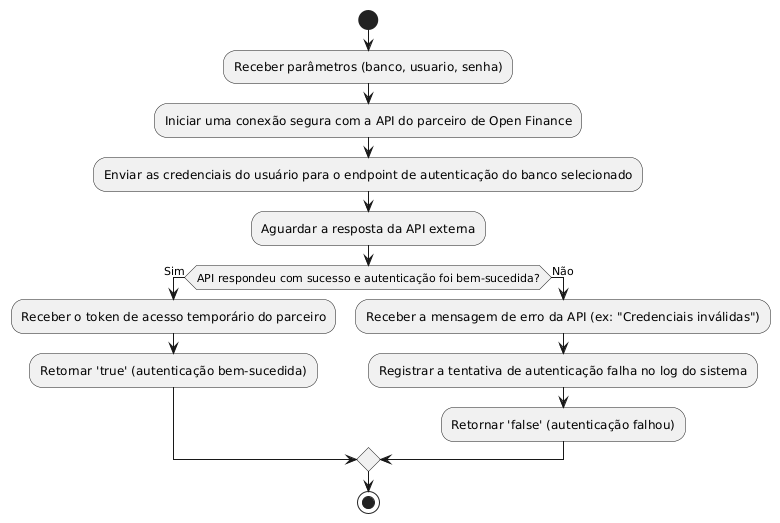 Receber parâmetros (banco, usuario, senha)
Iniciar uma conexão segura com a API do parceiro de Open Finance
Enviar as credenciais do usuário para o endpoint de autenticação do banco selecionado
Aguardar a resposta da API externa
API respondeu com sucesso e autenticação foi bem-sucedida?
Sim
Receber o token de acesso temporário do parceiro
Retornar 'true' (autenticação bem-sucedida)
Não
Receber a mensagem de erro da API (ex: "Credenciais inválidas")
Registrar a tentativa de autenticação falha no log do sistema
Retornar 'false' (autenticação falhou)